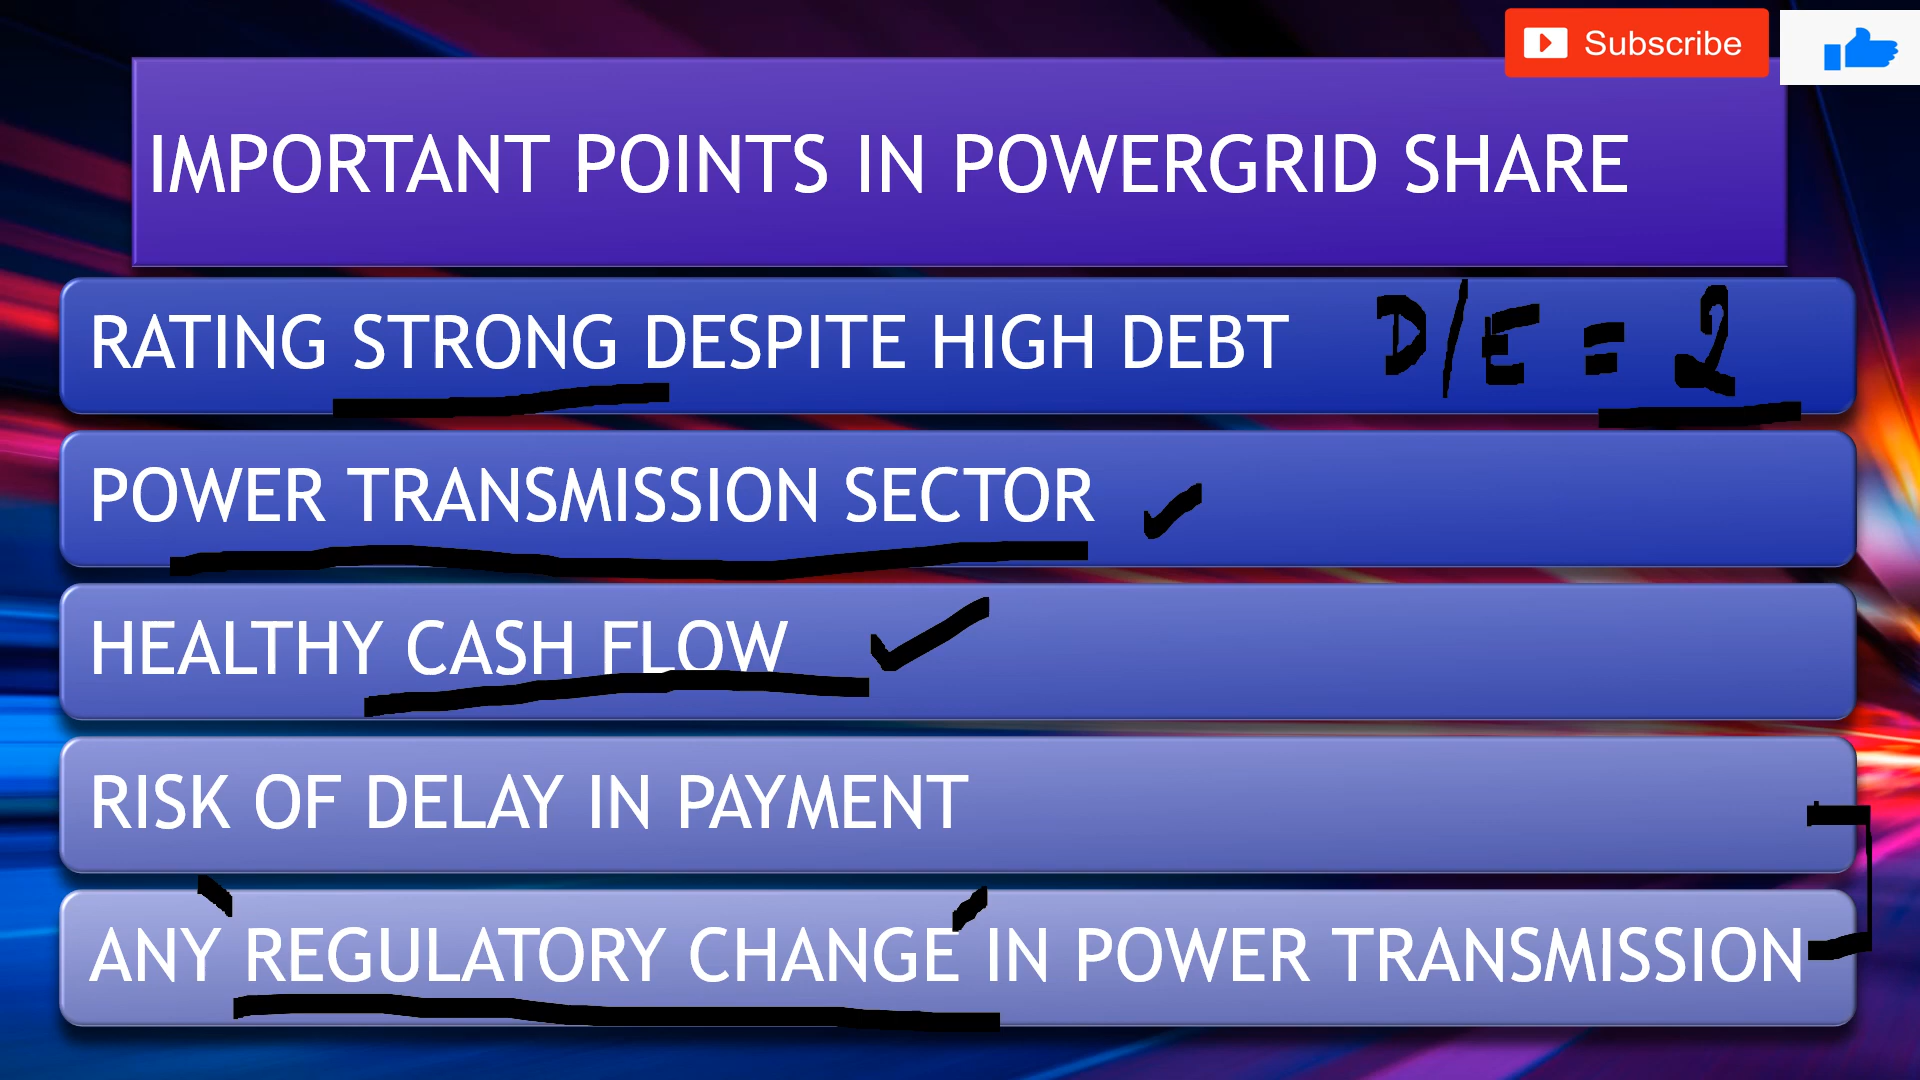 Subscribe
IMPORTANT POINTS IN POWERGRID SHARE
RATING STRONG DESPITE HIGH DEBT D/E = 2
POWER TRANSMISSION SECTOR
HEALTHY CASH FLOW
RISK OF DELAY IN PAYMENT
ANY REGULATORY CHANGE IN POWER TRANSMISSION